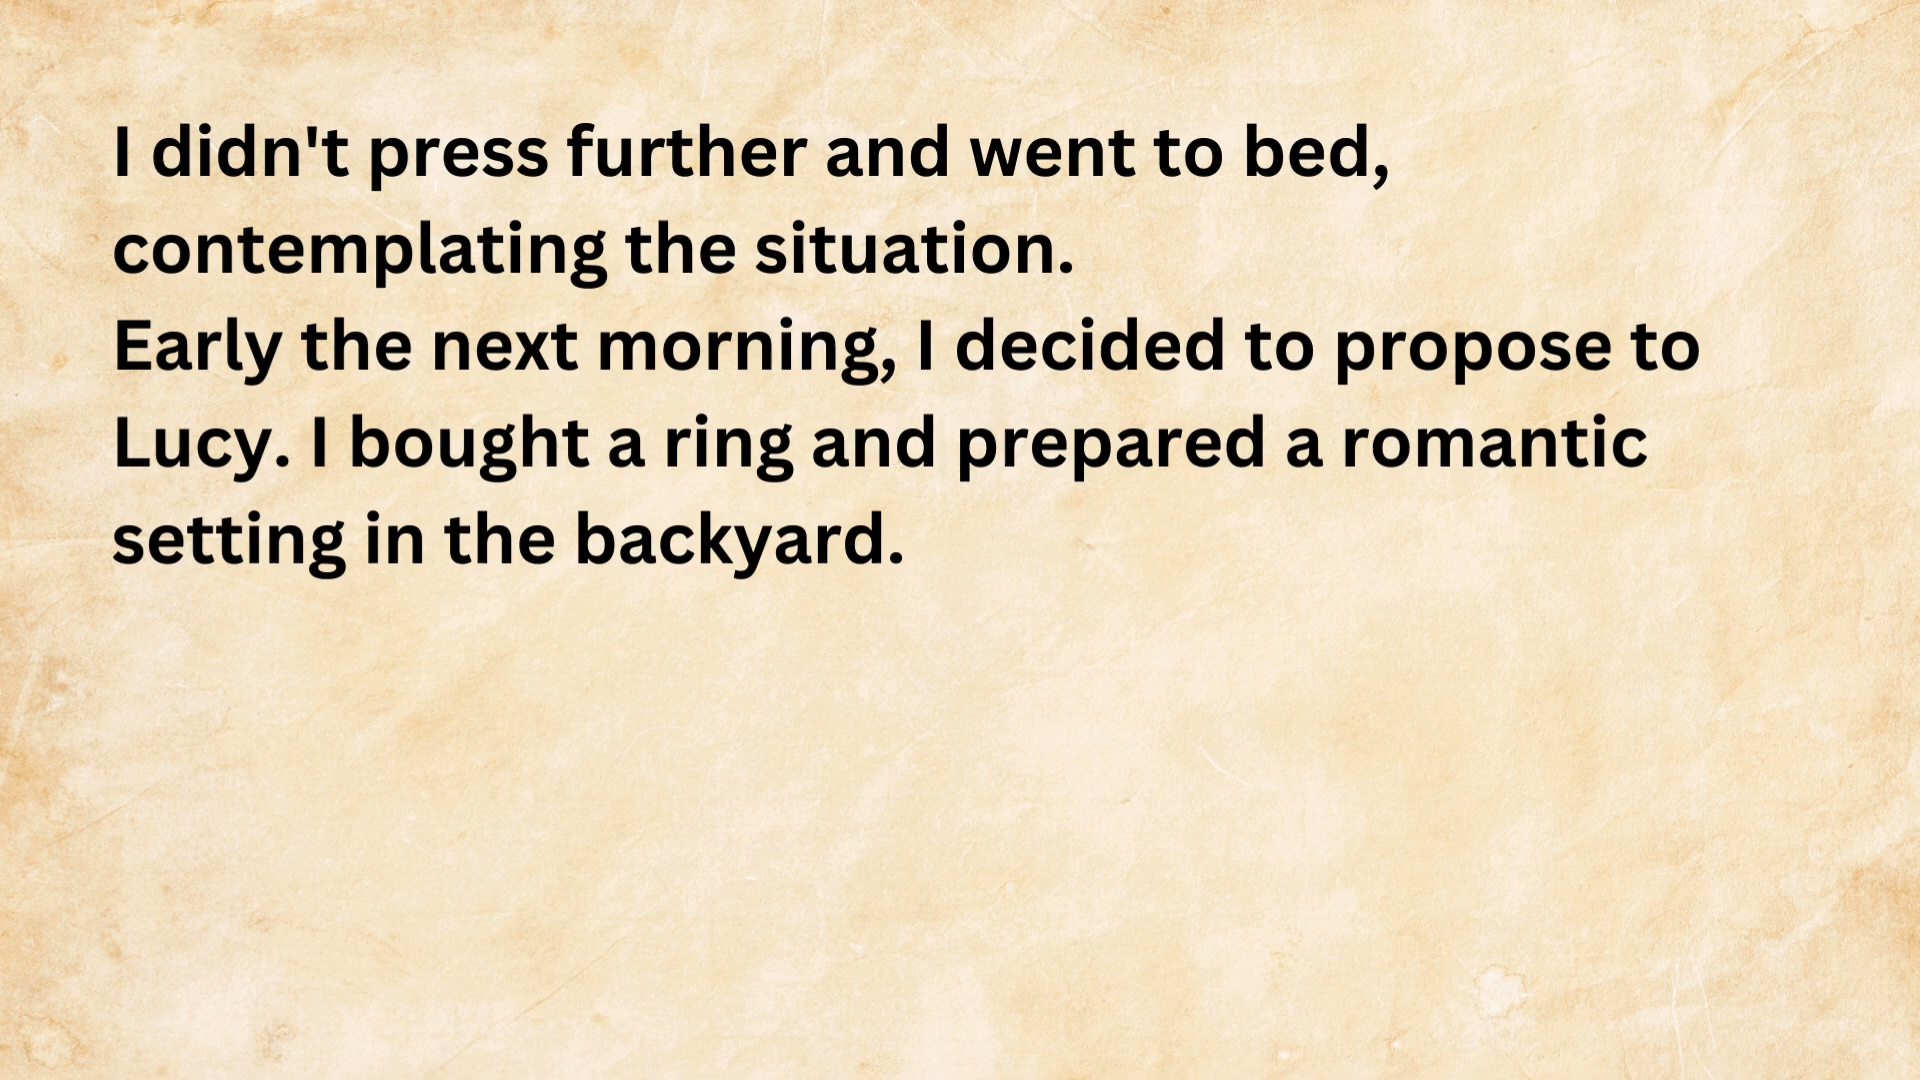 I didn't press further and went to bed,
contemplating the situation.
Early the next morning, I decided to propose to
Lucy. I bought a ring and prepared a romantic
setting in the backyard.